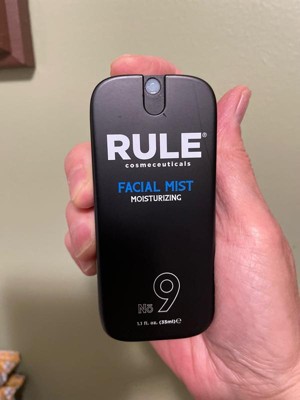 RULE®
cosmeceuticals
FACIAL MIST
MOISTURIZING
No 9
1.1 fl. oz. (35ml)℮